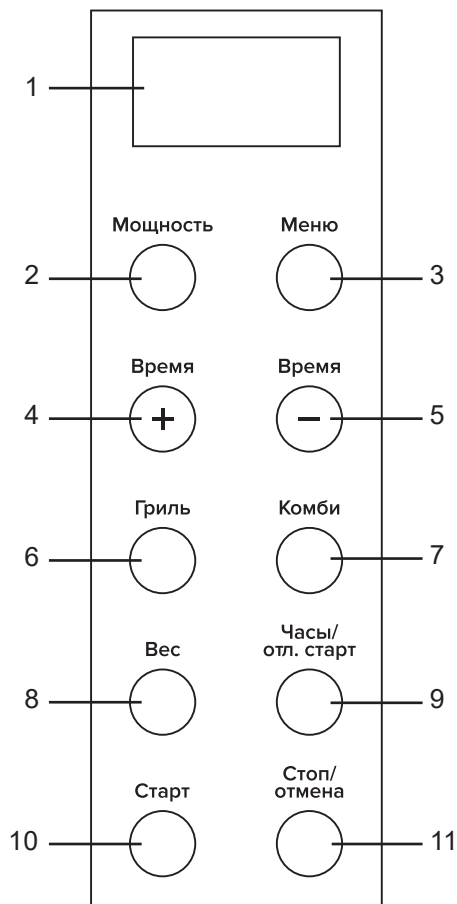 1
Мощность
Меню
2
3
Время
Время
4
+
−
5
Гриль
Комби
6
7
Вес
Часы/
отл. старт
8
9
Старт
Стоп/
отмена
10
11